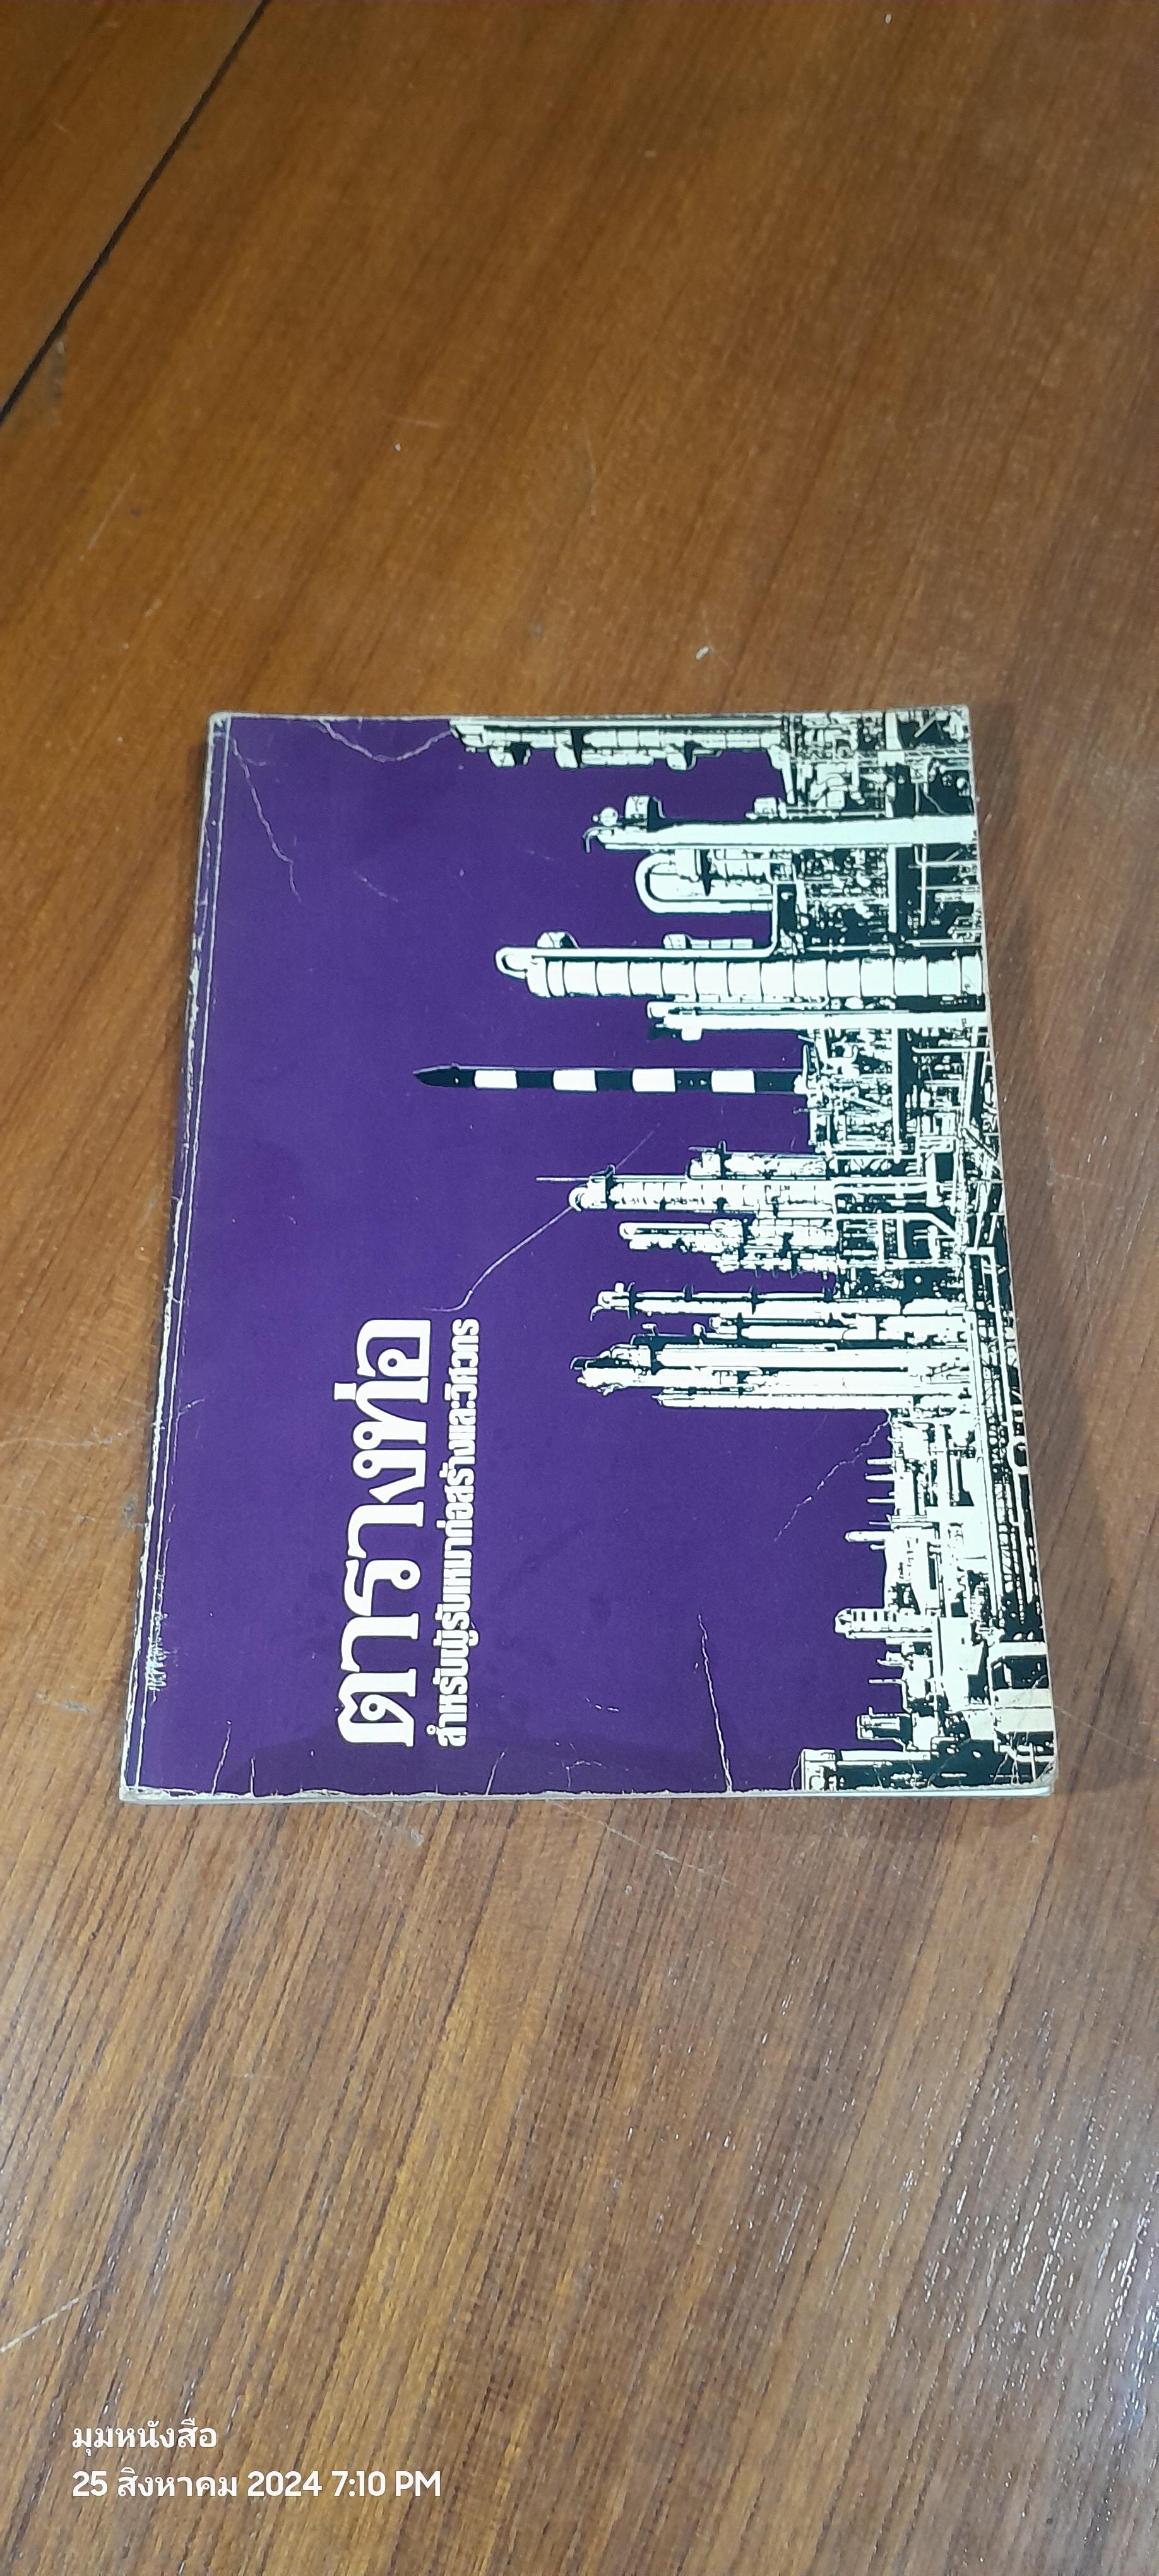 ตารางท่อ
สำหรับผู้รับเหมาก่อสร้างและวิศวกร
มุมหนังสือ
25 สิงหาคม 2024 7:10 PM